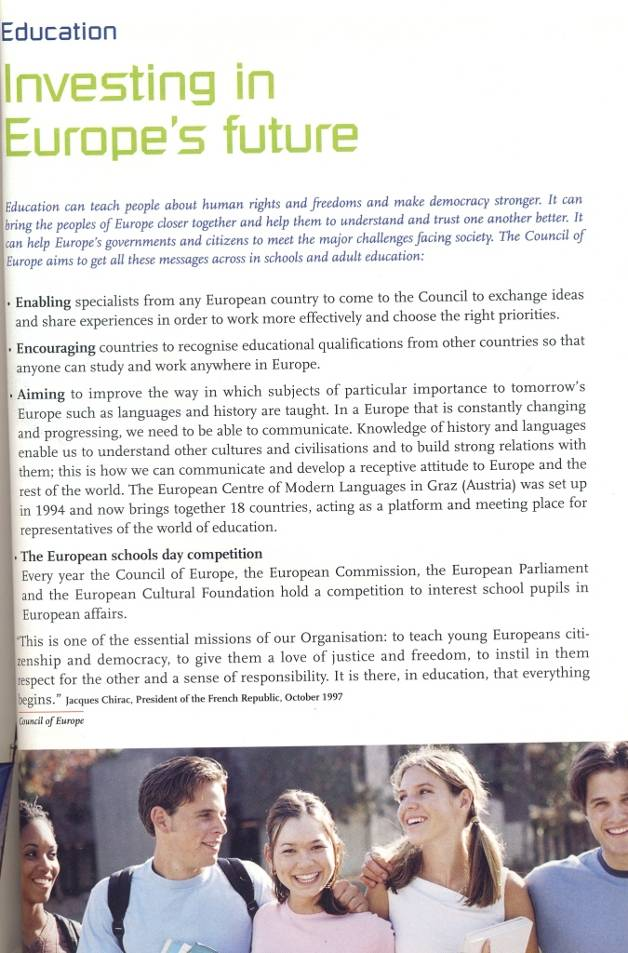 Education
Investing in
Europe's future
Education can teach people about human rights and freedoms and make democracy stronger. It can
bring the peoples of Europe closer together and help them to understand and trust one another better. It
can help Europe's governments and citizens to meet the major challenges facing society. The Council of
Europe aims to get all these messages across in schools and adult education:
• Enabling specialists from any European country to come to the Council to exchange ideas
and share experiences in order to work more effectively and choose the right priorities.
• Encouraging countries to recognise educational qualifications from other countries so that
anyone can study and work anywhere in Europe.
• Aiming to improve the way in which subjects of particular importance to tomorrow's
Europe such as languages and history are taught. In a Europe that is constantly changing
and progressing, we need to be able to communicate. Knowledge of history and languages
enable us to understand other cultures and civilisations and to build strong relations with
them; this is how we can communicate and develop a receptive attitude to Europe and the
rest of the world. The European Centre of Modern Languages in Graz (Austria) was set up
in 1994 and now brings together 18 countries, acting as a platform and meeting place for
representatives of the world of education.
• The European schools day competition
Every year the Council of Europe, the European Commission, the European Parliament
and the European Cultural Foundation hold a competition to interest school pupils in
European affairs.
"This is one of the essential missions of our Organisation: to teach young Europeans citi-
zenship and democracy, to give them a love of justice and freedom, to instil in them
respect for the other and a sense of responsibility. It is there, in education, that everything
begins." Jacques Chirac, President of the French Republic, October 1997
Council of Europe